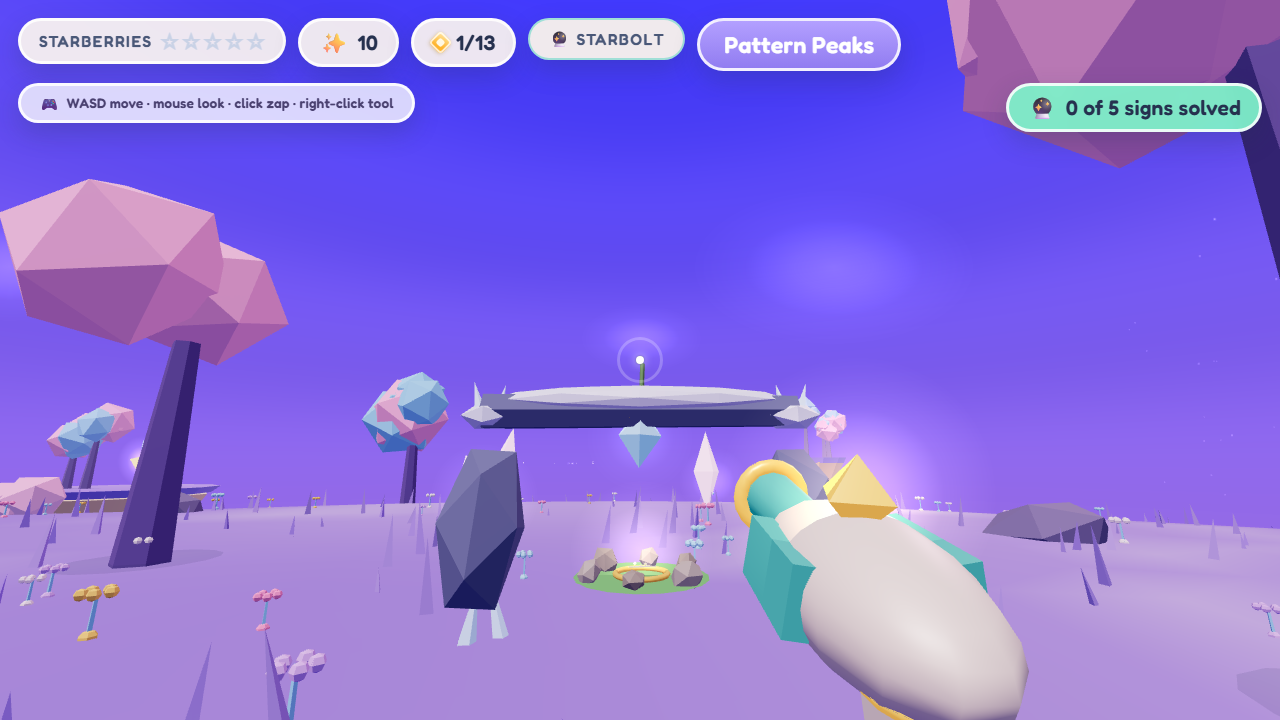 STARBERRIES
10
1/13
STARBOLT
Pattern Peaks
WASD move · mouse look · click zap · right-click tool
0 of 5 signs solved